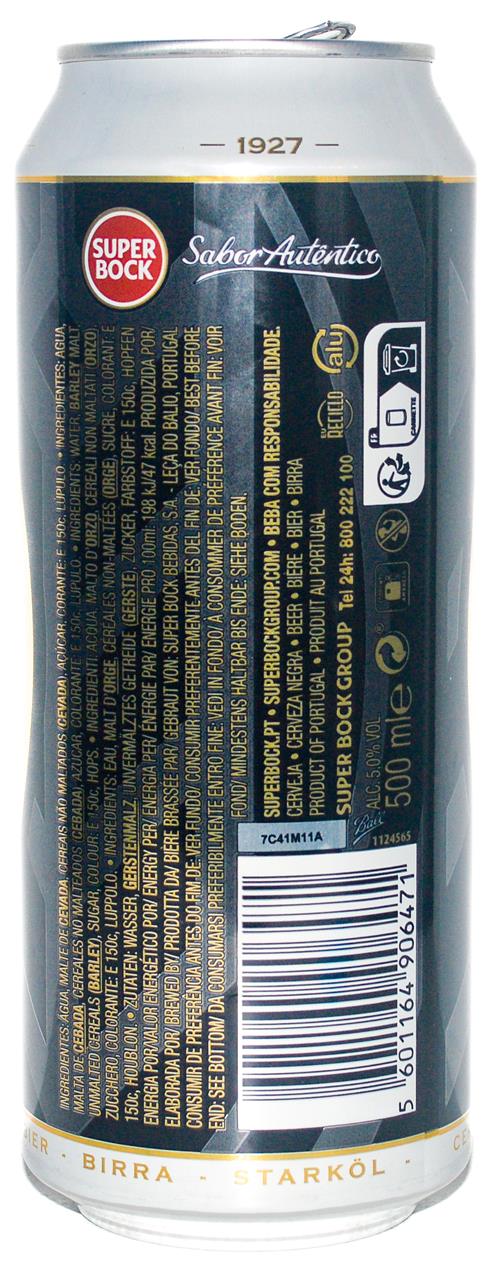 1927
SUPER
BOCK
Sabor Autêntico
INGREDIENTES: ÁGUA, MALTE DE CEVADA, CEREAIS NÃO MALTADOS (CEVADA), AÇÚCAR, CORANTE: E 150c, LÚPULO. • INGREDIENTES: AGUA,
MALTA DE CEBADA, CEREALES NO MALTEADOS (CEBADA), AZÚCAR, COLORANTE: E 150c, LÚPULO. • INGREDIENTS: WATER, BARLEY MALT,
UNMALTED CEREALS (BARLEY), SUGAR, COLOUR: E 150c, HOPS. • INGREDIENTI: ACQUA, MALTO D'ORZO, CEREALI NON MALTATI (ORZO),
ZUCCHERO, COLORANTE: E 150c, LUPPOLO. • INGRÉDIENTS: EAU, MALT D'ORGE, CÉRÉALES NON-MALTÉES (ORGE), SUCRE, COLORANT: E
150c, HOUBLON. • ZUTATEN: WASSER, GERSTENMALZ, UNVERMÄLZTES GETREIDE (GERSTE), ZUCKER, FARBSTOFF: E 150c, HOPFEN
ENERGIA POR/VALOR ENERGÉTICO POR/ ENERGY PER/ ENERGIA PER/ ÉNERGIE PAR/ ENERGIE PRO 100ml: 198 kJ/47 kcal. PRODUZIDA POR/
ELABORADA POR/ BREWED BY/ PRODOTTA DA/ BIÈRE BRASSÉE PAR/ GEBRAUT VON: SUPER BOCK BEBIDAS, S.A. - LEÇA DO BALIO, PORTUGAL
CONSUMIR DE PREFERÊNCIA ANTES DO FIM DE: VER FUNDO/ CONSUMIR PREFERENTEMENTE ANTES DEL FIN DE VER FONDO/ BEST BEFORE
END: SEE BOTTOM/ DA CONSUMARSI PREFERIBILMENTE ENTRO FINE: VEDI IN FONDO/ À CONSOMMER DE PRÉFÉRENCE AVANT FIN: VOIR
FOND/ MINDESTENS HALTBAR BIS ENDE: SIEHE BODEN.
SUPERBOCK.PT • SUPERBOCKGROUP.COM • BEBA COM RESPONSABILIDADE.
CERVEJA • CERVEZA NEGRA • BEER • BIÈRE • BIER • BIRRA
PRODUCT OF PORTUGAL • PRODUIT AU PORTUGAL
SUPER BOCK GROUP Tel 24h: 800 222 100
RECICLO
alu
CANNETTE
ALC. 5.0% VOL
500 ml e
Ball
1124565
7C41M11A
5 601164 906471
BIER - BIRRA - STARKÖL - CE